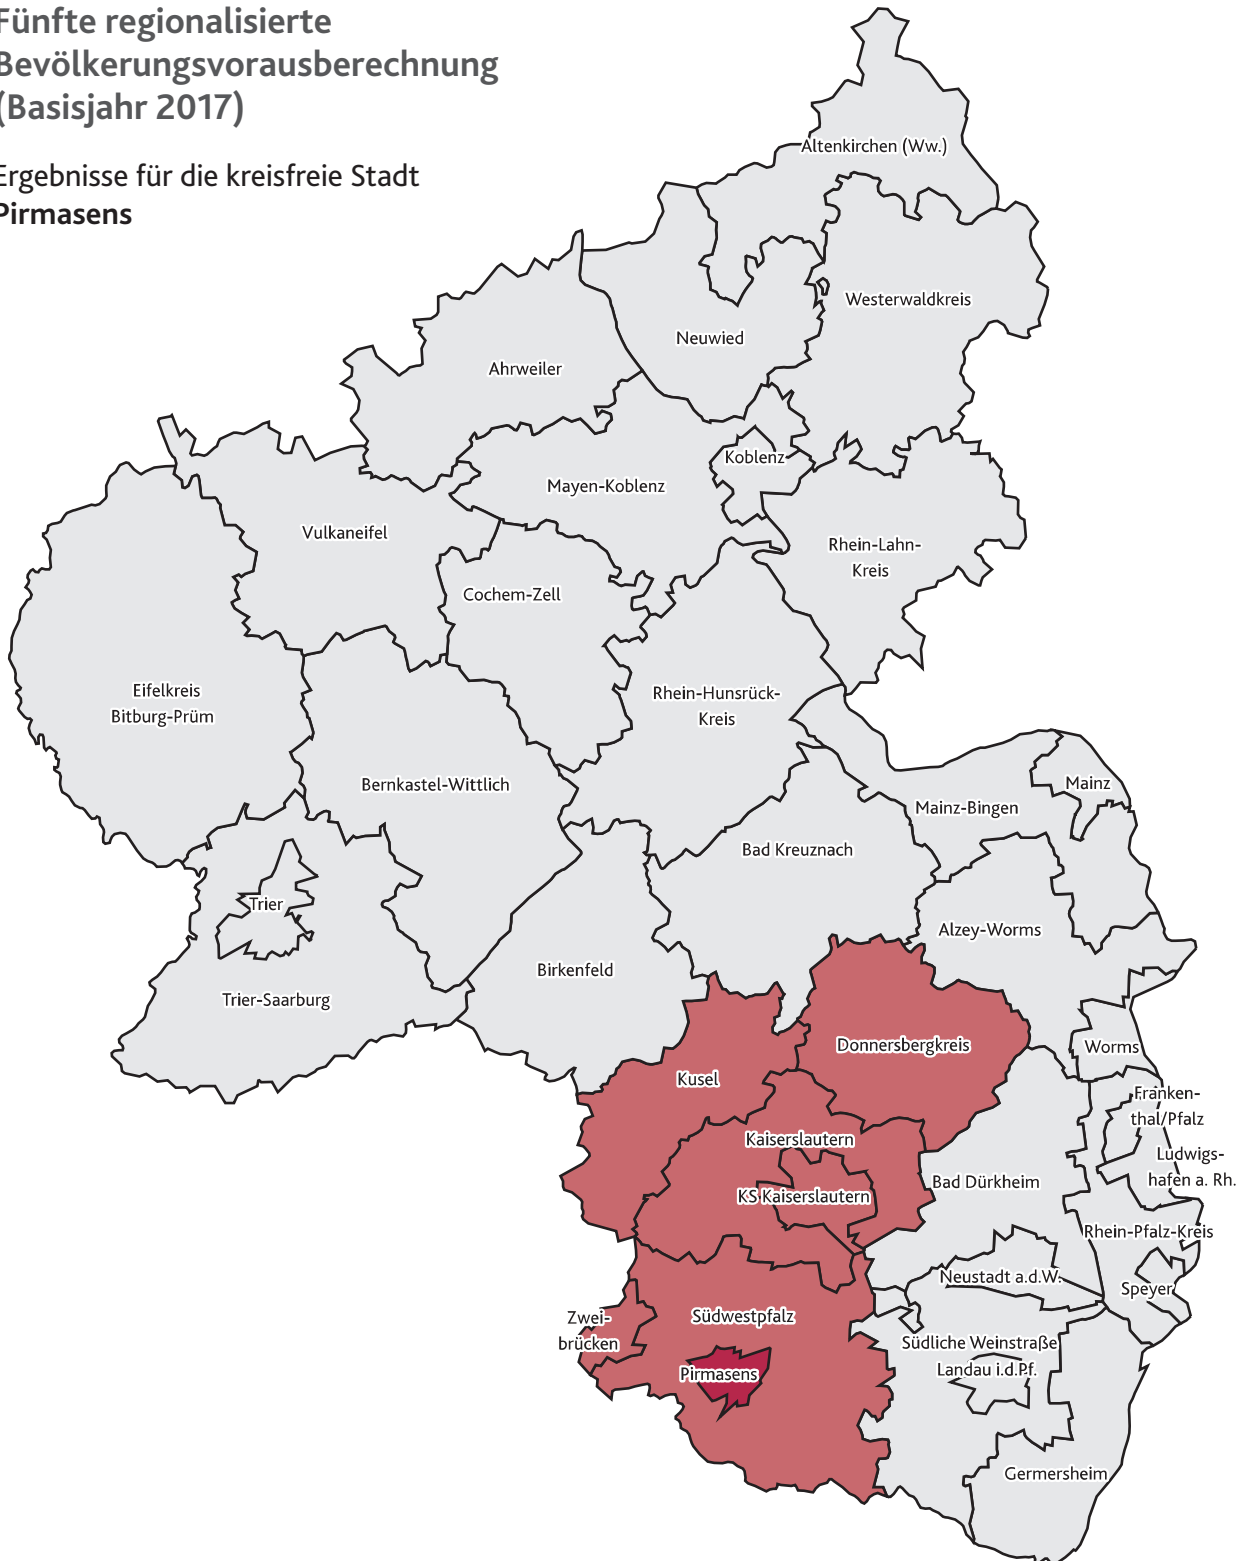 Fünfte regionalisierte
Bevölkerungsvorausberechnung
(Basisjahr 2017)
Ergebnisse für die kreisfreie Stadt
Pirmasens
Altenkirchen (Ww.)
Westerwaldkreis
Neuwied
Ahrweiler
Koblenz
Mayen-Koblenz
Vulkaneifel
Rhein-Lahn-
Kreis
Cochem-Zell
Eifelkreis
Bitburg-Prüm
Rhein-Hunsrück-
Kreis
Bernkastel-Wittlich
Mainz
Mainz-Bingen
Bad Kreuznach
Trier
Alzey-Worms
Birkenfeld
Trier-Saarburg
Donnersbergkreis
Worms
Kusel
Franken-
thal/Pfalz
Kaiserslautern
Ludwigs-
hafen a. Rh.
Bad Dürkheim
KS Kaiserslautern
Rhein-Pfalz-Kreis
Neustadt a.d.W.
Speyer
Zwei-
brücken
Südwestpfalz
Südliche Weinstraße
Landau i.d.Pf.
Pirmasens
Germersheim